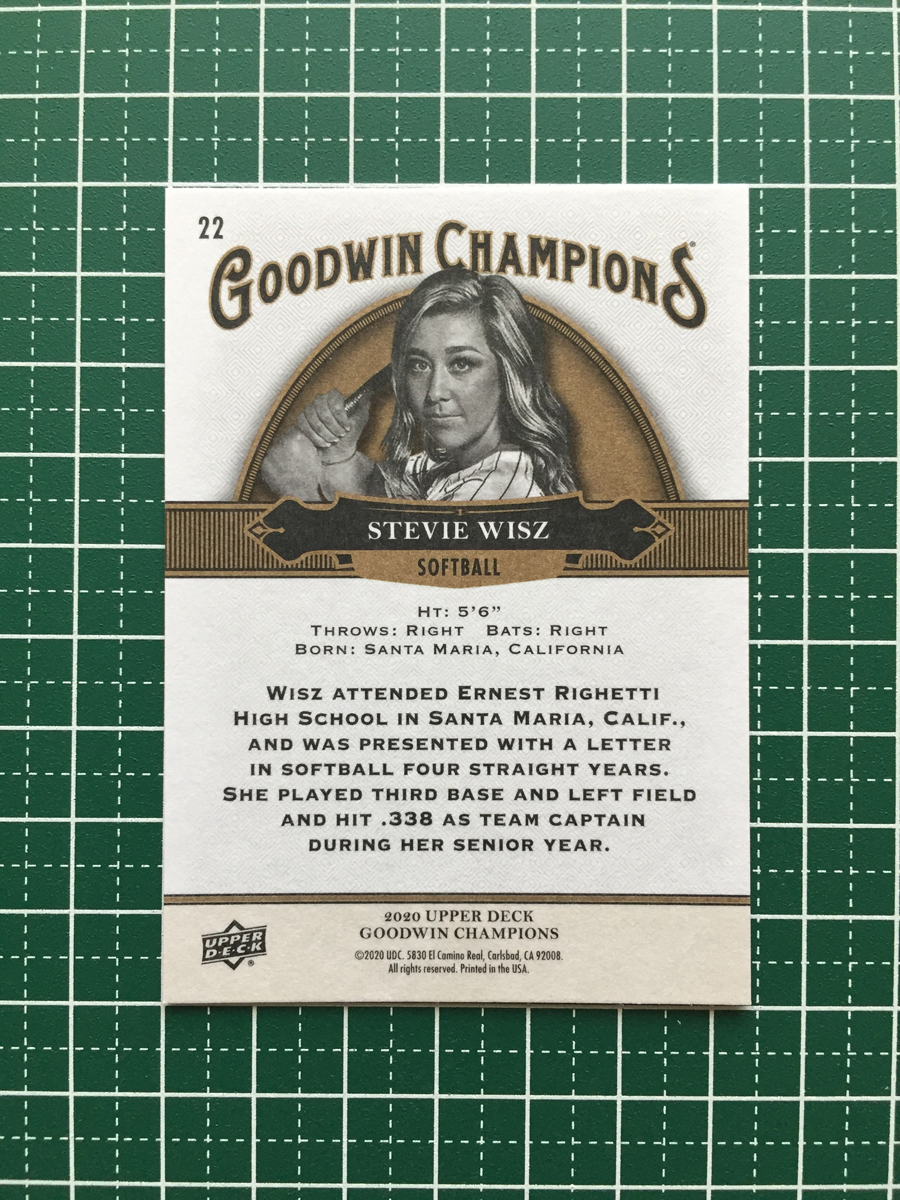 22
GOODWIN CHAMPIONS®
STEVIE WISZ
SOFTBALL
HT: 5'6"
THROWS: RIGHT BATS: RIGHT
BORN: SANTA MARIA, CALIFORNIA
WISZ ATTENDED ERNEST RIGHETTI
HIGH SCHOOL IN SANTA MARIA, CALIF.,
AND WAS PRESENTED WITH A LETTER
IN SOFTBALL FOUR STRAIGHT YEARS.
SHE PLAYED THIRD BASE AND LEFT FIELD
AND HIT .338 AS TEAM CAPTAIN
DURING HER SENIOR YEAR.
UPPER
D·E·C·K®
2020 UPPER DECK
GOODWIN CHAMPIONS
©2020 UDC. 5830 El Camino Real, Carlsbad, CA 92008.
All rights reserved. Printed in the USA.